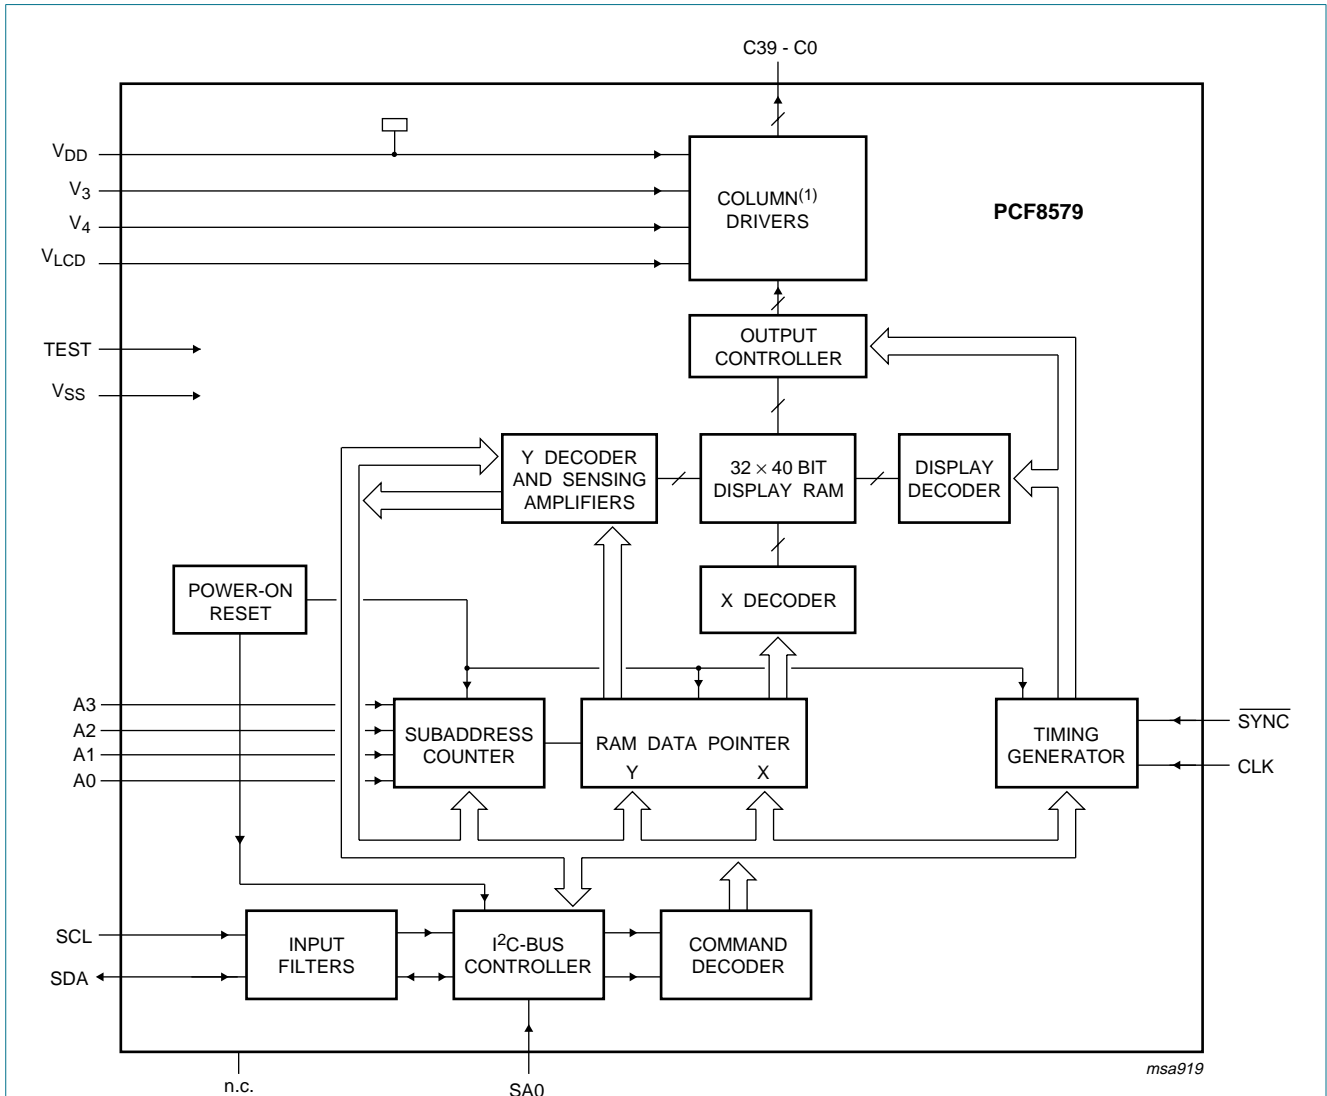 C39 - C0
VDD
V3
V4
VLCD
COLUMN(1)
DRIVERS
PCF8579
TEST
VSS
OUTPUT
CONTROLLER
Y DECODER
AND SENSING
AMPLIFIERS
32 × 40 BIT
DISPLAY RAM
DISPLAY
DECODER
POWER-ON
RESET
X DECODER
A3
A2
A1
A0
SUBADDRESS
COUNTER
RAM DATA POINTER
Y X
TIMING
GENERATOR
SYNC
CLK
SCL
SDA
INPUT
FILTERS
I2C-BUS
CONTROLLER
COMMAND
DECODER
n.c.
SA0
msa919